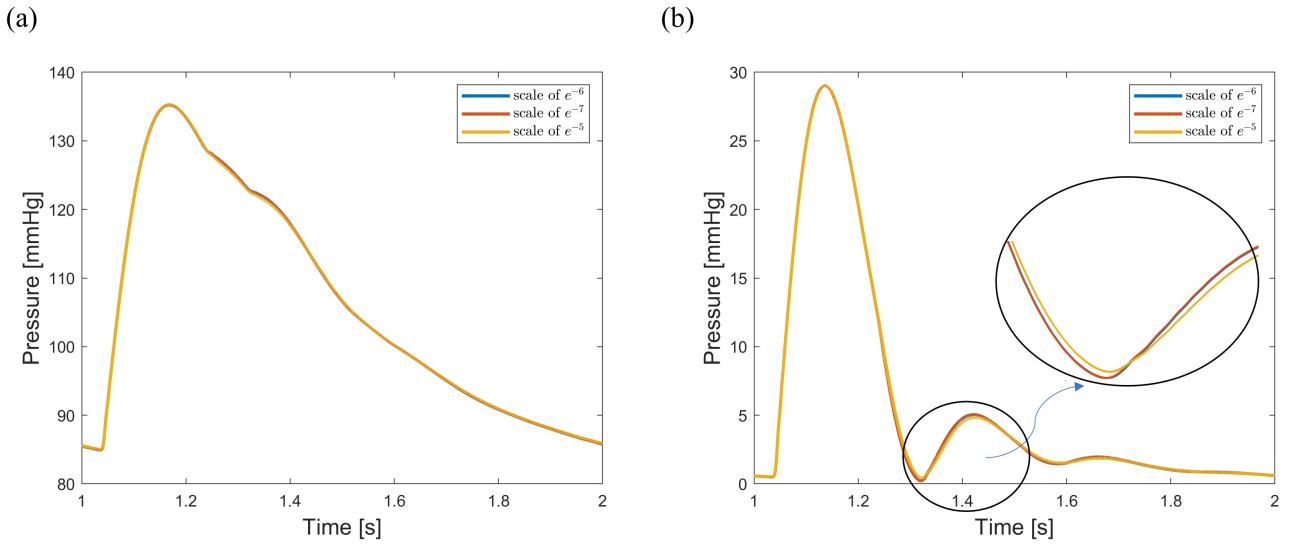 (a)
(b)
140
130
120
110
100
90
80
1
1.2
1.4
1.6
1.8
2
Pressure [mmHg]
Time [s]
scale of e⁻⁶
scale of e⁻⁷
scale of e⁻⁵
30
25
20
15
10
5
0
1
1.2
1.4
1.6
1.8
2
Pressure [mmHg]
Time [s]
scale of e⁻⁶
scale of e⁻⁷
scale of e⁻⁵